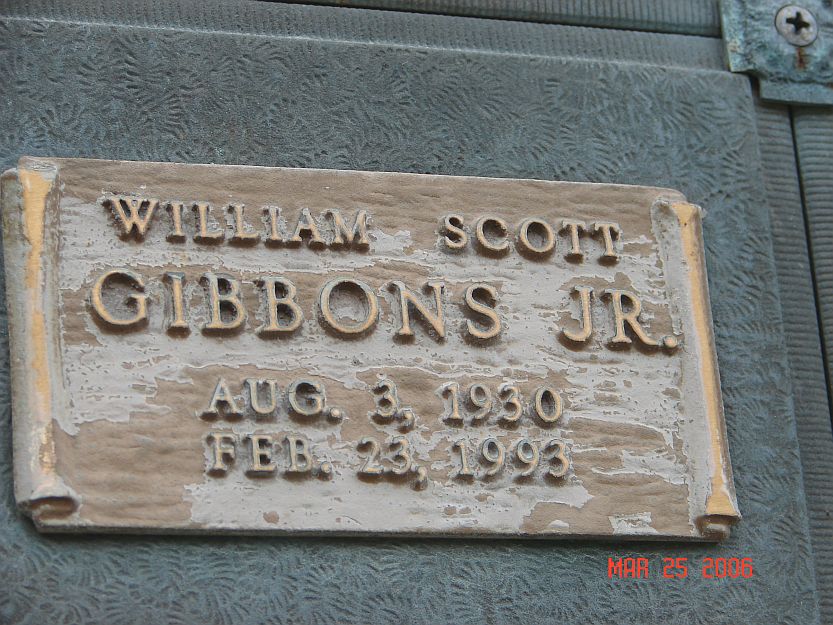 WILLIAM SCOTT
GIBBONS JR.
AUG. 3, 1930
FEB. 23, 1993
MAR 25 2006